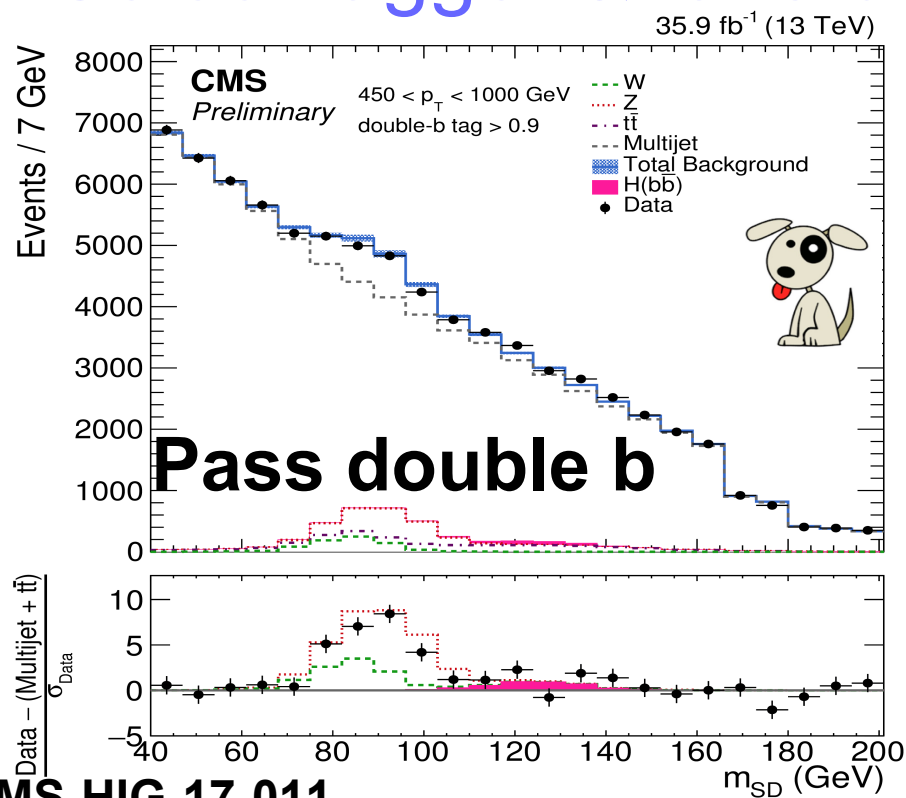 gg
35.9 fb⁻¹ (13 TeV)
CMS
Preliminary
450 < p_T < 1000 GeV
double-b tag > 0.9
W
Z
tt̄
Multijet
Total Background
H(bb̄)
Data
Events / 7 GeV
8000
7000
6000
5000
4000
3000
2000
1000
0
Pass double b
Data − (Multijet + tt̄)
σ_Data
10
5
0
−5
40 60 80 100 120 140 160 180 200
m_SD (GeV)
MS HIG 17 011